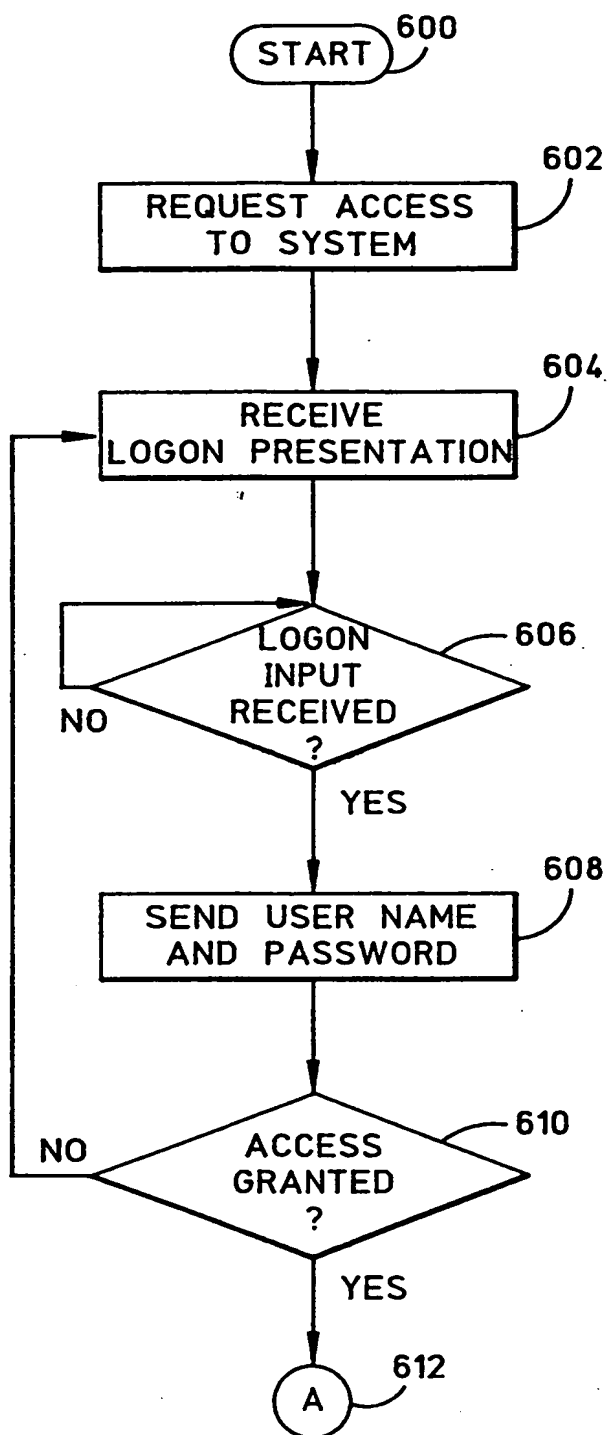 START
600
602
REQUEST ACCESS
TO SYSTEM
604
RECEIVE
LOGON PRESENTATION
606
LOGON
INPUT
RECEIVED
?
NO
YES
608
SEND USER NAME
AND PASSWORD
610
NO
ACCESS
GRANTED
?
YES
A
612